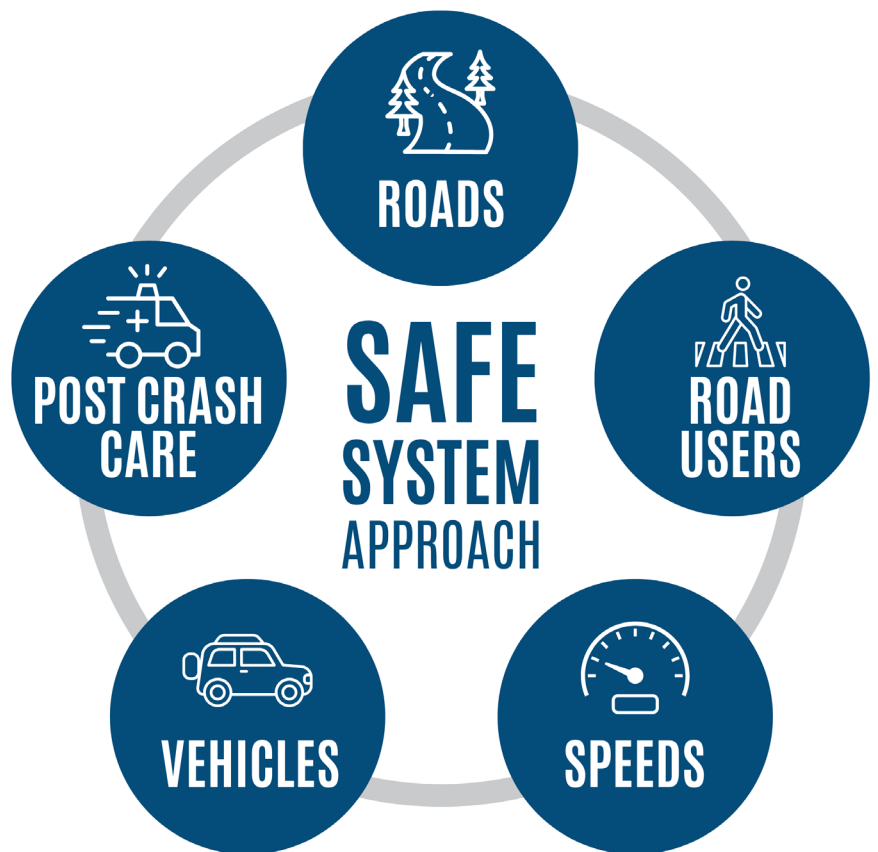 ROADS
POST CRASH
CARE
SAFE
SYSTEM
APPROACH
ROAD
USERS
VEHICLES
SPEEDS